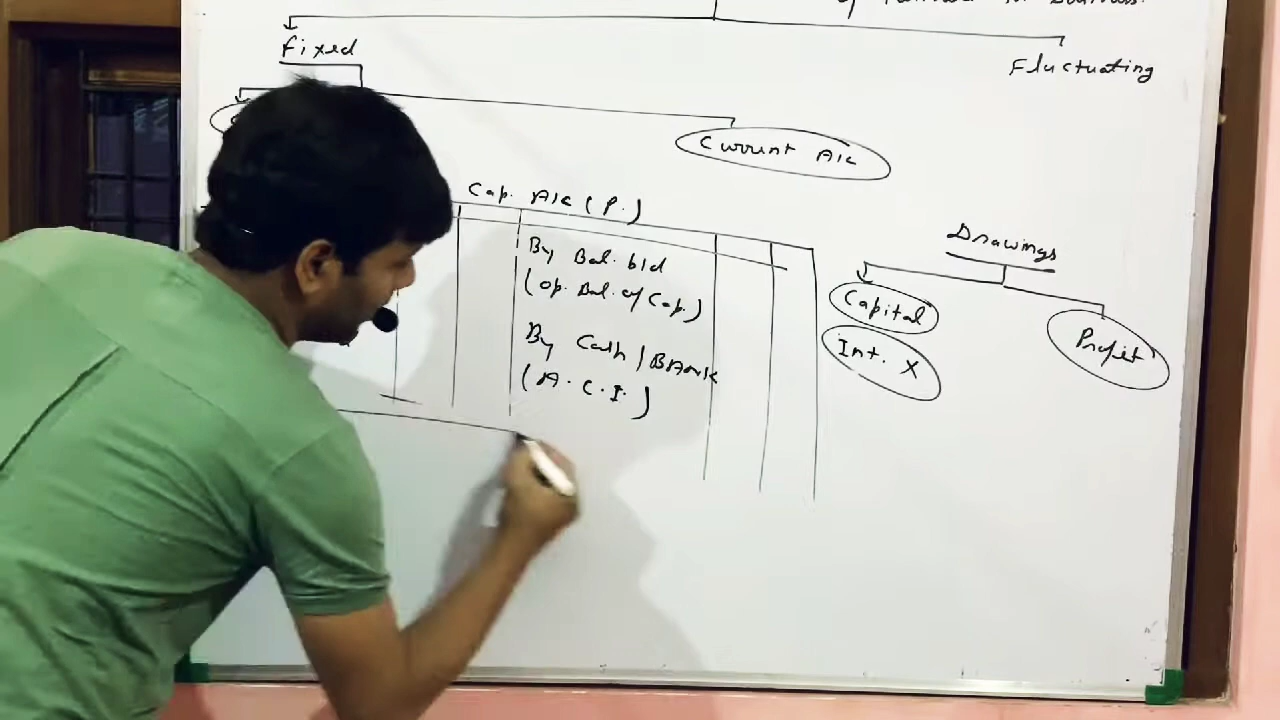 Fixed
Fluctuating
Current A/c
Cap. A/c (P.)
By Bal. b/d
(Op. Bal. of Cap.)
By Cash / BANK
(A. C. I.)
Drawings
Capital
Profit
Int. X